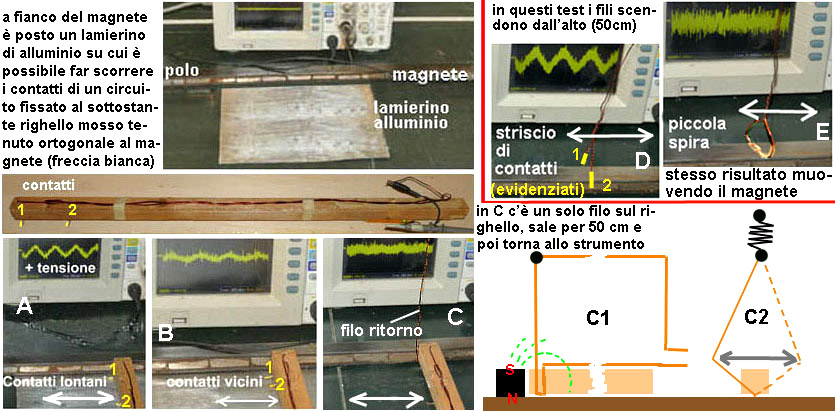 a fianco del magnete
è posto un lamierino
di alluminio su cui è
possibile far scorrere
i contatti di un circui-
to fissato al sottostan-
te righello mosso te-
nuto ortogonale al ma-
gnete (freccia bianca)
polo
magnete
lamierino
alluminio
in questi test i fili scen-
dono dall'alto (50cm)
striscio
di
contatti
(evidenziati)
1
2
D
piccola
spira
E
stesso risultato muo-
vendo il magnete
contatti
1
2
+ tensione
A
1
2
Contatti lontani
B
1
2
contatti vicini
C
filo ritorno
in C c'è un solo filo sul ri-
ghello, sale per 50 cm e
poi torna allo strumento
C1
C2
S
N